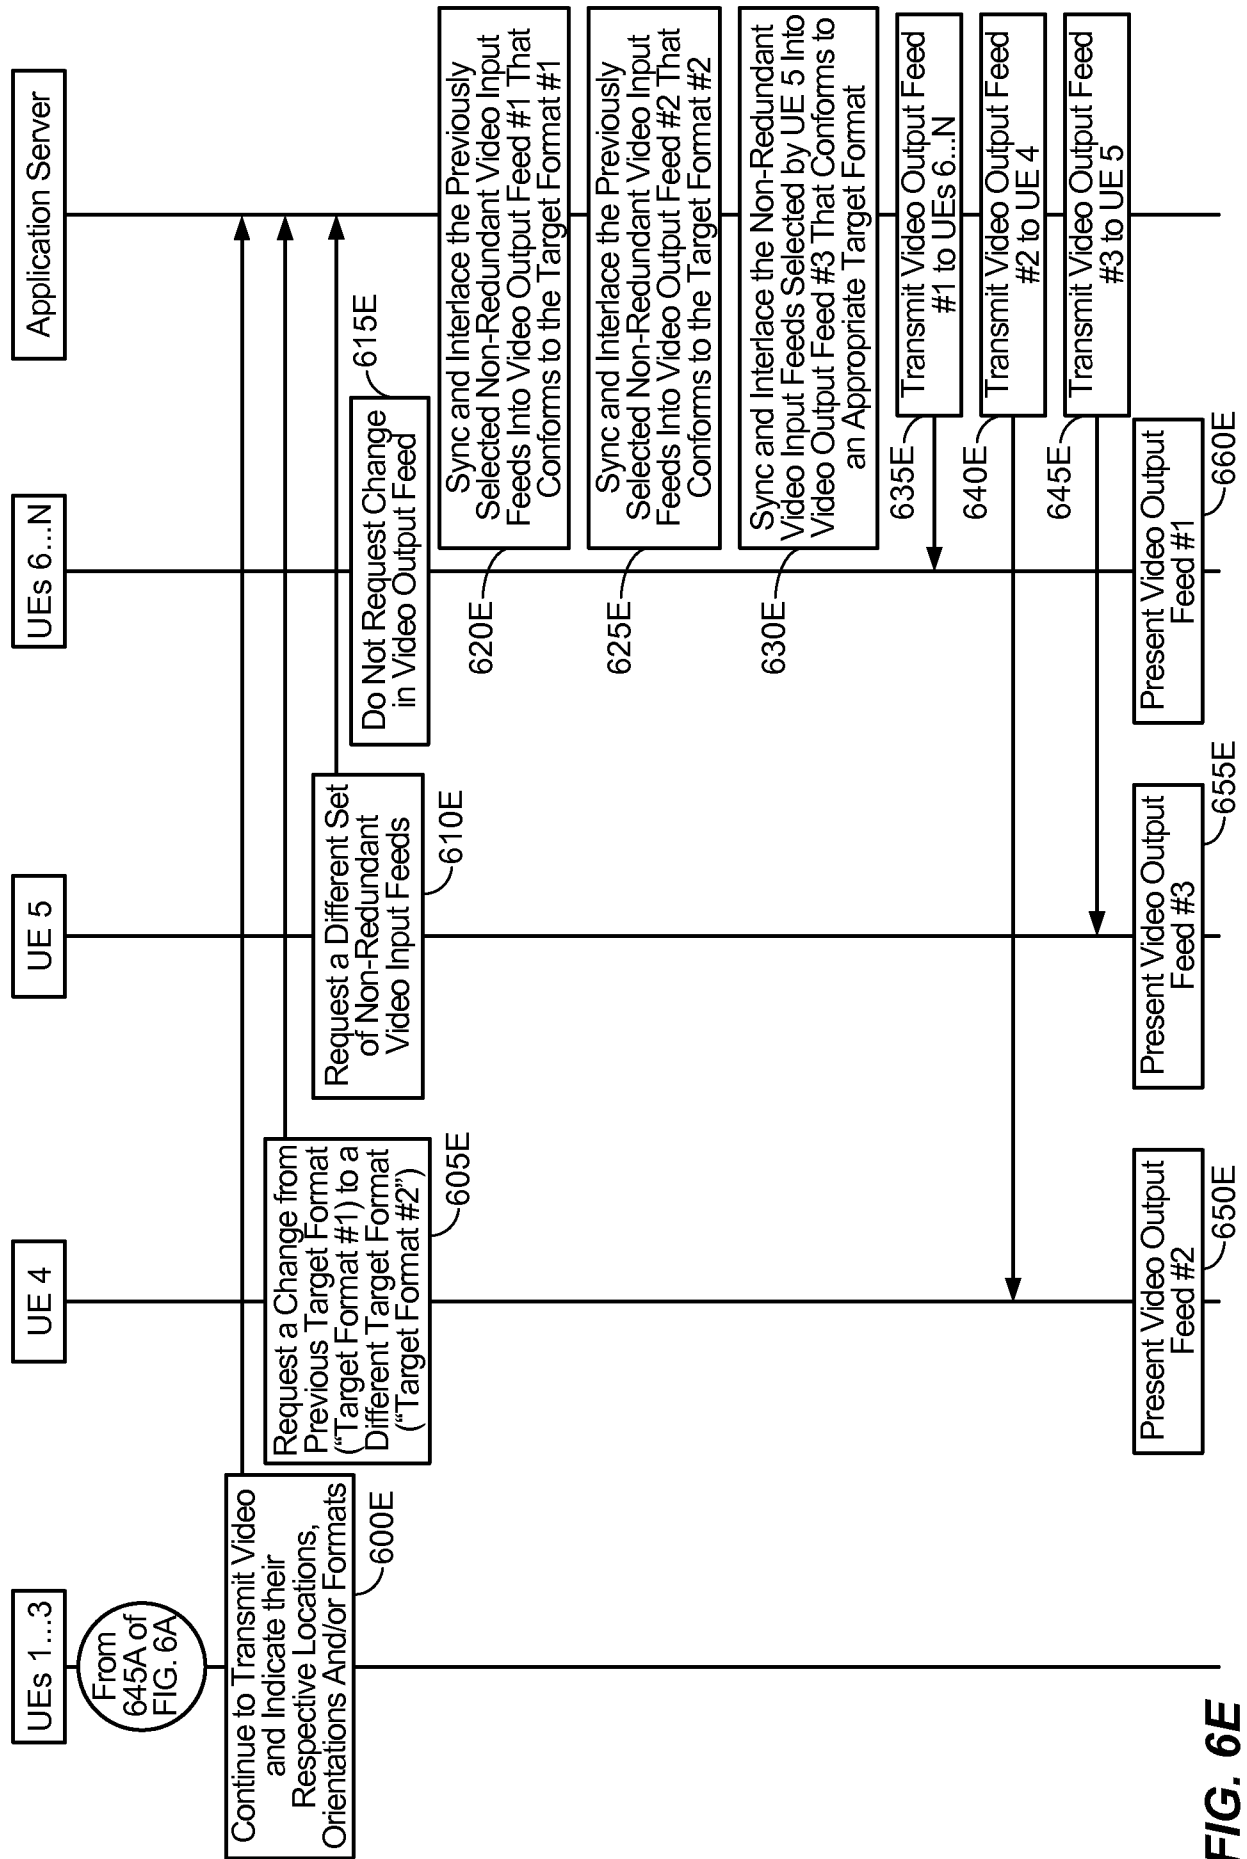 UEs 1...3
UE 4
UE 5
UEs 6...N
Application Server
From
645A of
FIG. 6A
Continue to Transmit Video
and Indicate their
Respective Locations,
Orientations And/or Formats
600E
Request a Change from
Previous Target Format
(“Target Format #1) to a
Different Target Format
(“Target Format #2”)
605E
Request a Different Set
of Non-Redundant
Video Input Feeds
610E
Do Not Request Change
in Video Output Feed
615E
Sync and Interlace the Previously
Selected Non-Redundant Video Input
Feeds Into Video Output Feed #1 That
Conforms to the Target Format #1
620E
Sync and Interlace the Previously
Selected Non-Redundant Video Input
Feeds Into Video Output Feed #2 That
Conforms to the Target Format #2
625E
Sync and Interlace the Non-Redundant
Video Input Feeds Selected by UE 5 Into
Video Output Feed #3 That Conforms to
an Appropriate Target Format
630E
Transmit Video Output Feed
#1 to UEs 6...N
635E
Transmit Video Output Feed
#2 to UE 4
640E
Transmit Video Output Feed
#3 to UE 5
645E
Present Video Output
Feed #2
650E
Present Video Output
Feed #3
655E
Present Video Output
Feed #1
660E
FIG. 6E